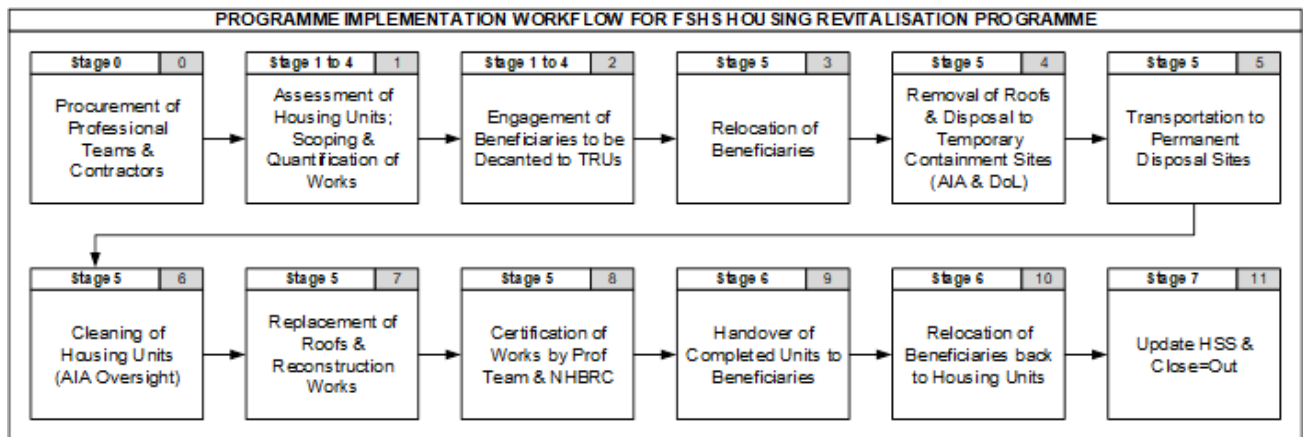 PROGRAMME IMPLEMENTATION WORKFLOW FOR FSHS HOUSING REVITALISATION PROGRAMME
Stage 0 0
Procurement of
Professional
Teams &
Contractors
Stage 1 to 4 1
Assessment of
Housing Units;
Scoping &
Quantification of
Works
Stage 1 to 4 2
Engagement of
Beneficiaries to be
Decanted to TRUs
Stage 5 3
Relocation of
Beneficiaries
Stage 5 4
Removal of Roofs
& Disposal to
Temporary
Containment Sites
(AIA & DoL)
Stage 5 5
Transportation to
Permanent
Disposal Sites
Stage 5 6
Cleaning of
Housing Units
(AIA Oversight)
Stage 5 7
Replacement of
Roofs &
Reconstruction
Works
Stage 5 8
Certification of
Works by Prof
Team & NHBRC
Stage 6 9
Handover of
Completed Units to
Beneficiaries
Stage 6 10
Relocation of
Beneficiaries back
to Housing Units
Stage 7 11
Update HSS &
Close=Out